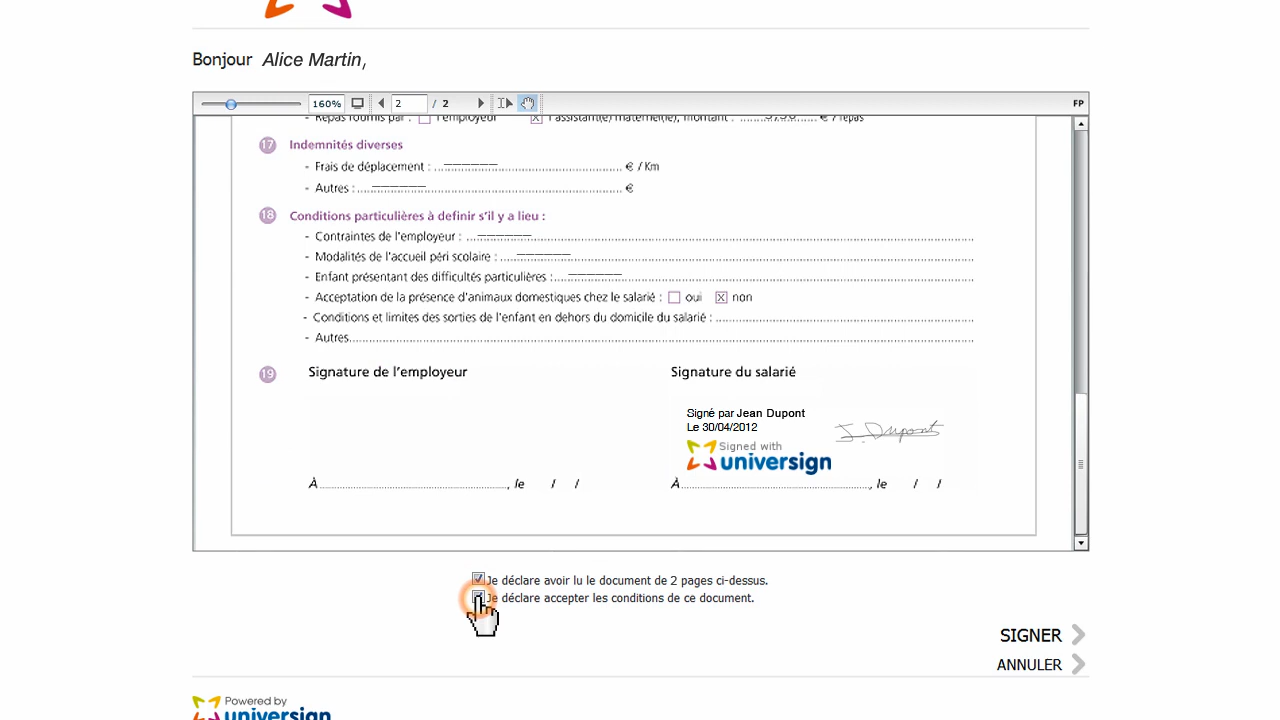 Bonjour Alice Martin,
160% 2 / 2 FP
- Repas fournis par : l'employeur X l'assistant(e) maternel(le), montant : € / repas
17 Indemnités diverses
- Frais de déplacement : € / Km
- Autres : €
18 Conditions particulières à definir s'il y a lieu :
- Contraintes de l'employeur :
- Modalités de l'accueil péri scolaire :
- Enfant présentant des difficultés particulières :
- Acceptation de la présence d'animaux domestiques chez le salarié : oui X non
- Conditions et limites des sorties de l'enfant en dehors du domicile du salarié :
- Autres
19 Signature de l'employeur Signature du salarié
Signé par Jean Dupont
Le 30/04/2012
J. Dupont
Signed with
universign
À , le / / À , le / /
Je déclare avoir lu le document de 2 pages ci-dessus.
Je déclare accepter les conditions de ce document.
SIGNER
ANNULER
Powered by
universign